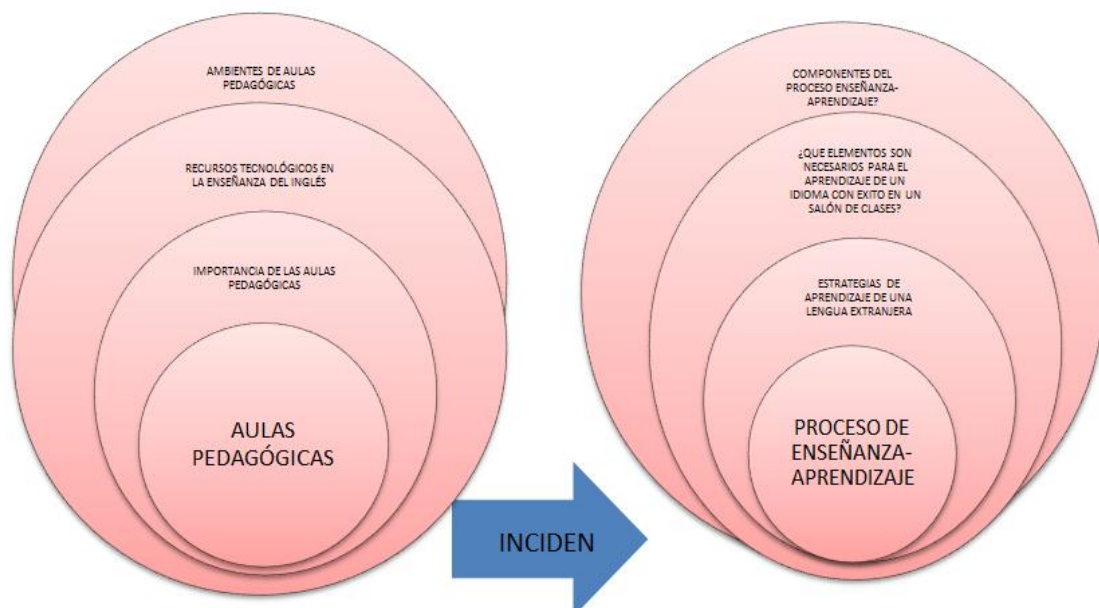 AMBIENTES DE AULAS
PEDAGÓGICAS
RECURSOS TECNOLÓGICOS EN
LA ENSEÑANZA DEL INGLÉS
IMPORTANCIA DE LAS AULAS
PEDAGÓGICAS
AULAS
PEDAGÓGICAS
INCIDEN
COMPONENTES DEL
PROCESO ENSEÑANZA-
APRENDIZAJE?
¿QUE ELEMENTOS SON
NECESARIOS PARA EL
APRENDIZAJE DE UN
IDIOMA CON EXITO EN UN
SALÓN DE CLASES?
ESTRATEGIAS DE
APRENDIZAJE DE UNA
LENGUA EXTRANJERA
PROCESO DE
ENSEÑANZA-
APRENDIZAJE